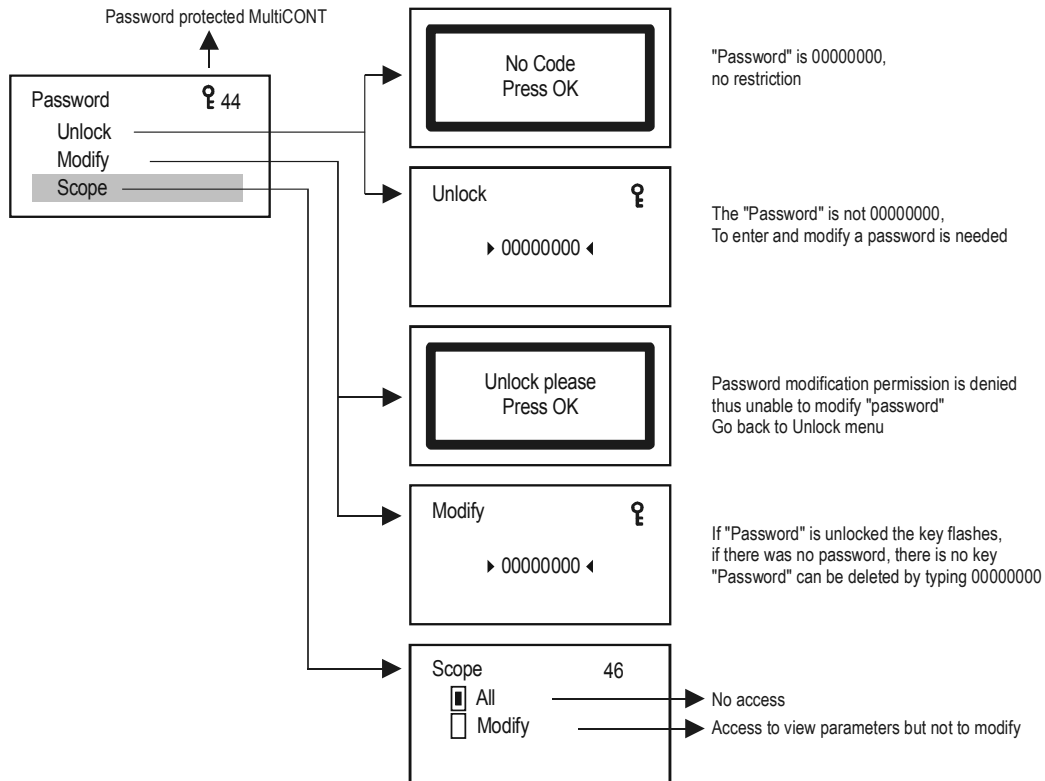 Password protected MultiCONT
Password 44
Unlock
Modify
Scope
No Code
Press OK
"Password" is 00000000,
no restriction
Unlock
00000000
The "Password" is not 00000000,
To enter and modify a password is needed
Unlock please
Press OK
Password modification permission is denied
thus unable to modify "password"
Go back to Unlock menu
Modify
00000000
If "Password" is unlocked the key flashes,
if there was no password, there is no key
"Password" can be deleted by typing 00000000
Scope 46
All
No access
Modify
Access to view parameters but not to modify